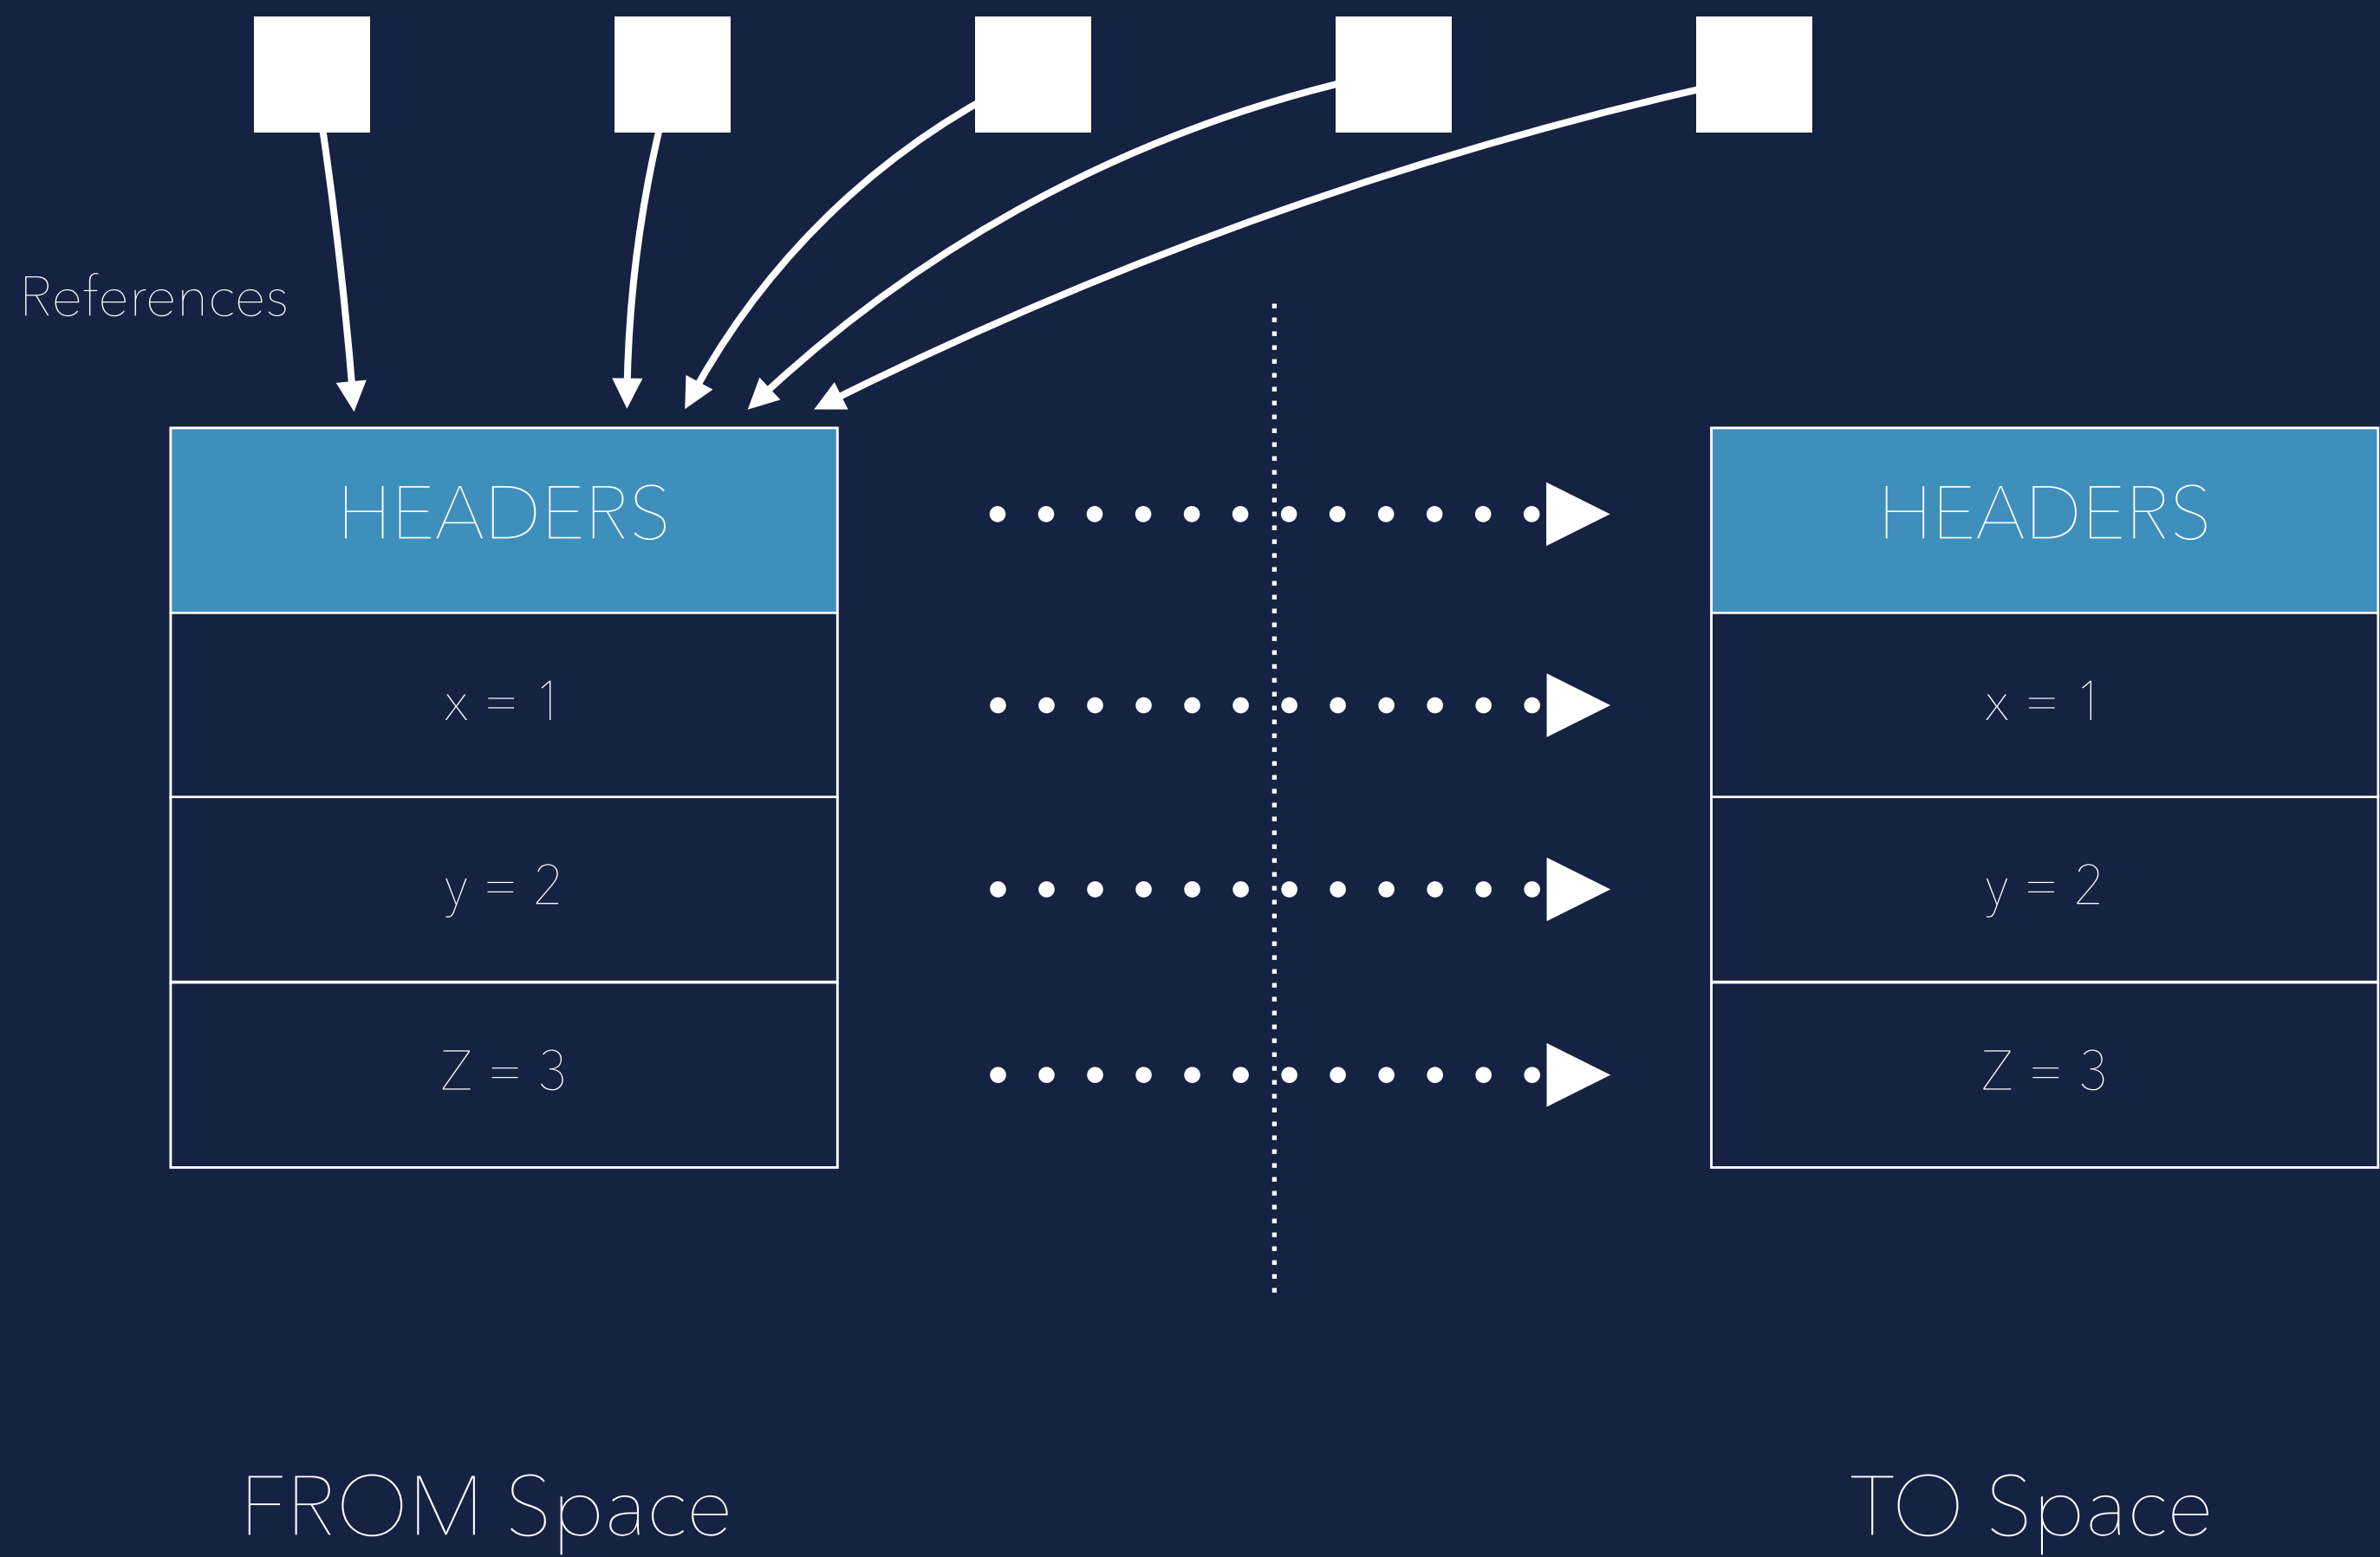 References
HEADERS
HEADERS
x = 1
x = 1
y = 2
y = 2
Z = 3
Z = 3
FROM Space
TO Space